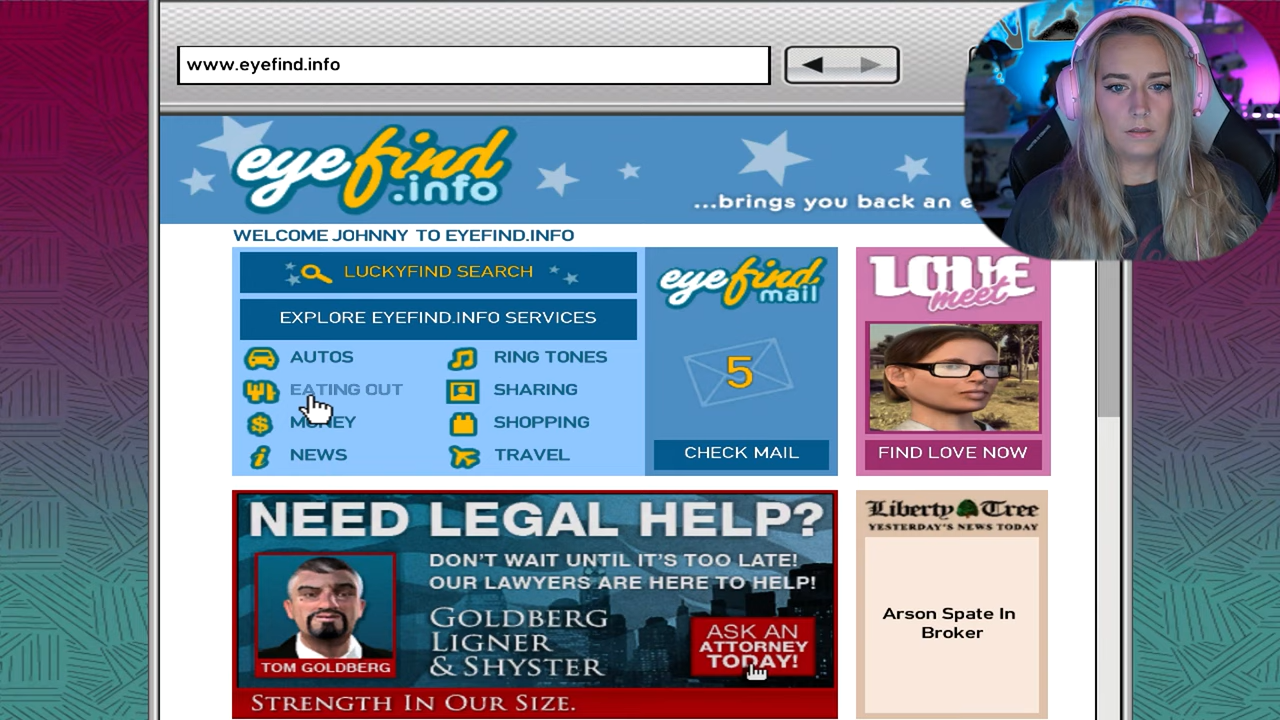 www.eyefind.info
eyefind
.info
...brings you back an e
WELCOME JOHNNY TO EYEFIND.INFO
LUCKYFIND SEARCH
EXPLORE EYEFIND.INFO SERVICES
AUTOS
EATING OUT
MONEY
NEWS
RING TONES
SHARING
SHOPPING
TRAVEL
eyefind
mail
5
CHECK MAIL
LOVE
meet
FIND LOVE NOW
NEED LEGAL HELP?
DON'T WAIT UNTIL IT'S TOO LATE!
OUR LAWYERS ARE HERE TO HELP!
GOLDBERG
LIGNER
& SHYSTER
TOM GOLDBERG
ASK AN
ATTORNEY
TODAY!
STRENGTH IN OUR SIZE.
Liberty Tree
YESTERDAY'S NEWS TODAY
Arson Spate In
Broker